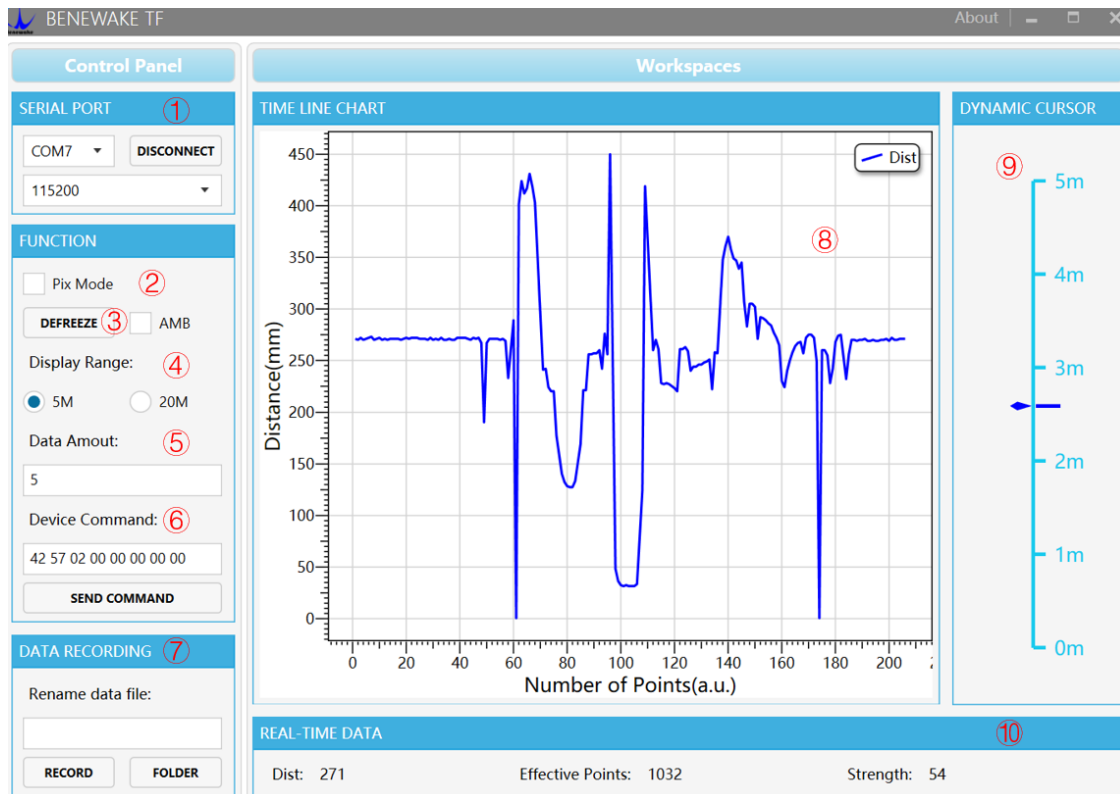 BENEWAKE TF
About
benewake
Control Panel
SERIAL PORT ①
COM7 DISCONNECT
115200
FUNCTION
Pix Mode ②
DEFREEZE ③ AMB
Display Range: ④
5M 20M
Data Amout: ⑤
5
Device Command: ⑥
42 57 02 00 00 00 00 00
SEND COMMAND
DATA RECORDING ⑦
Rename data file:
RECORD FOLDER
Workspaces
TIME LINE CHART
Dist
⑧
Distance(mm)
450
400
350
300
250
200
150
100
50
0
0 20 40 60 80 100 120 140 160 180 200
Number of Points(a.u.)
DYNAMIC CURSOR
⑨
5m
4m
3m
2m
1m
0m
REAL-TIME DATA ⑩
Dist: 271 Effective Points: 1032 Strength: 54